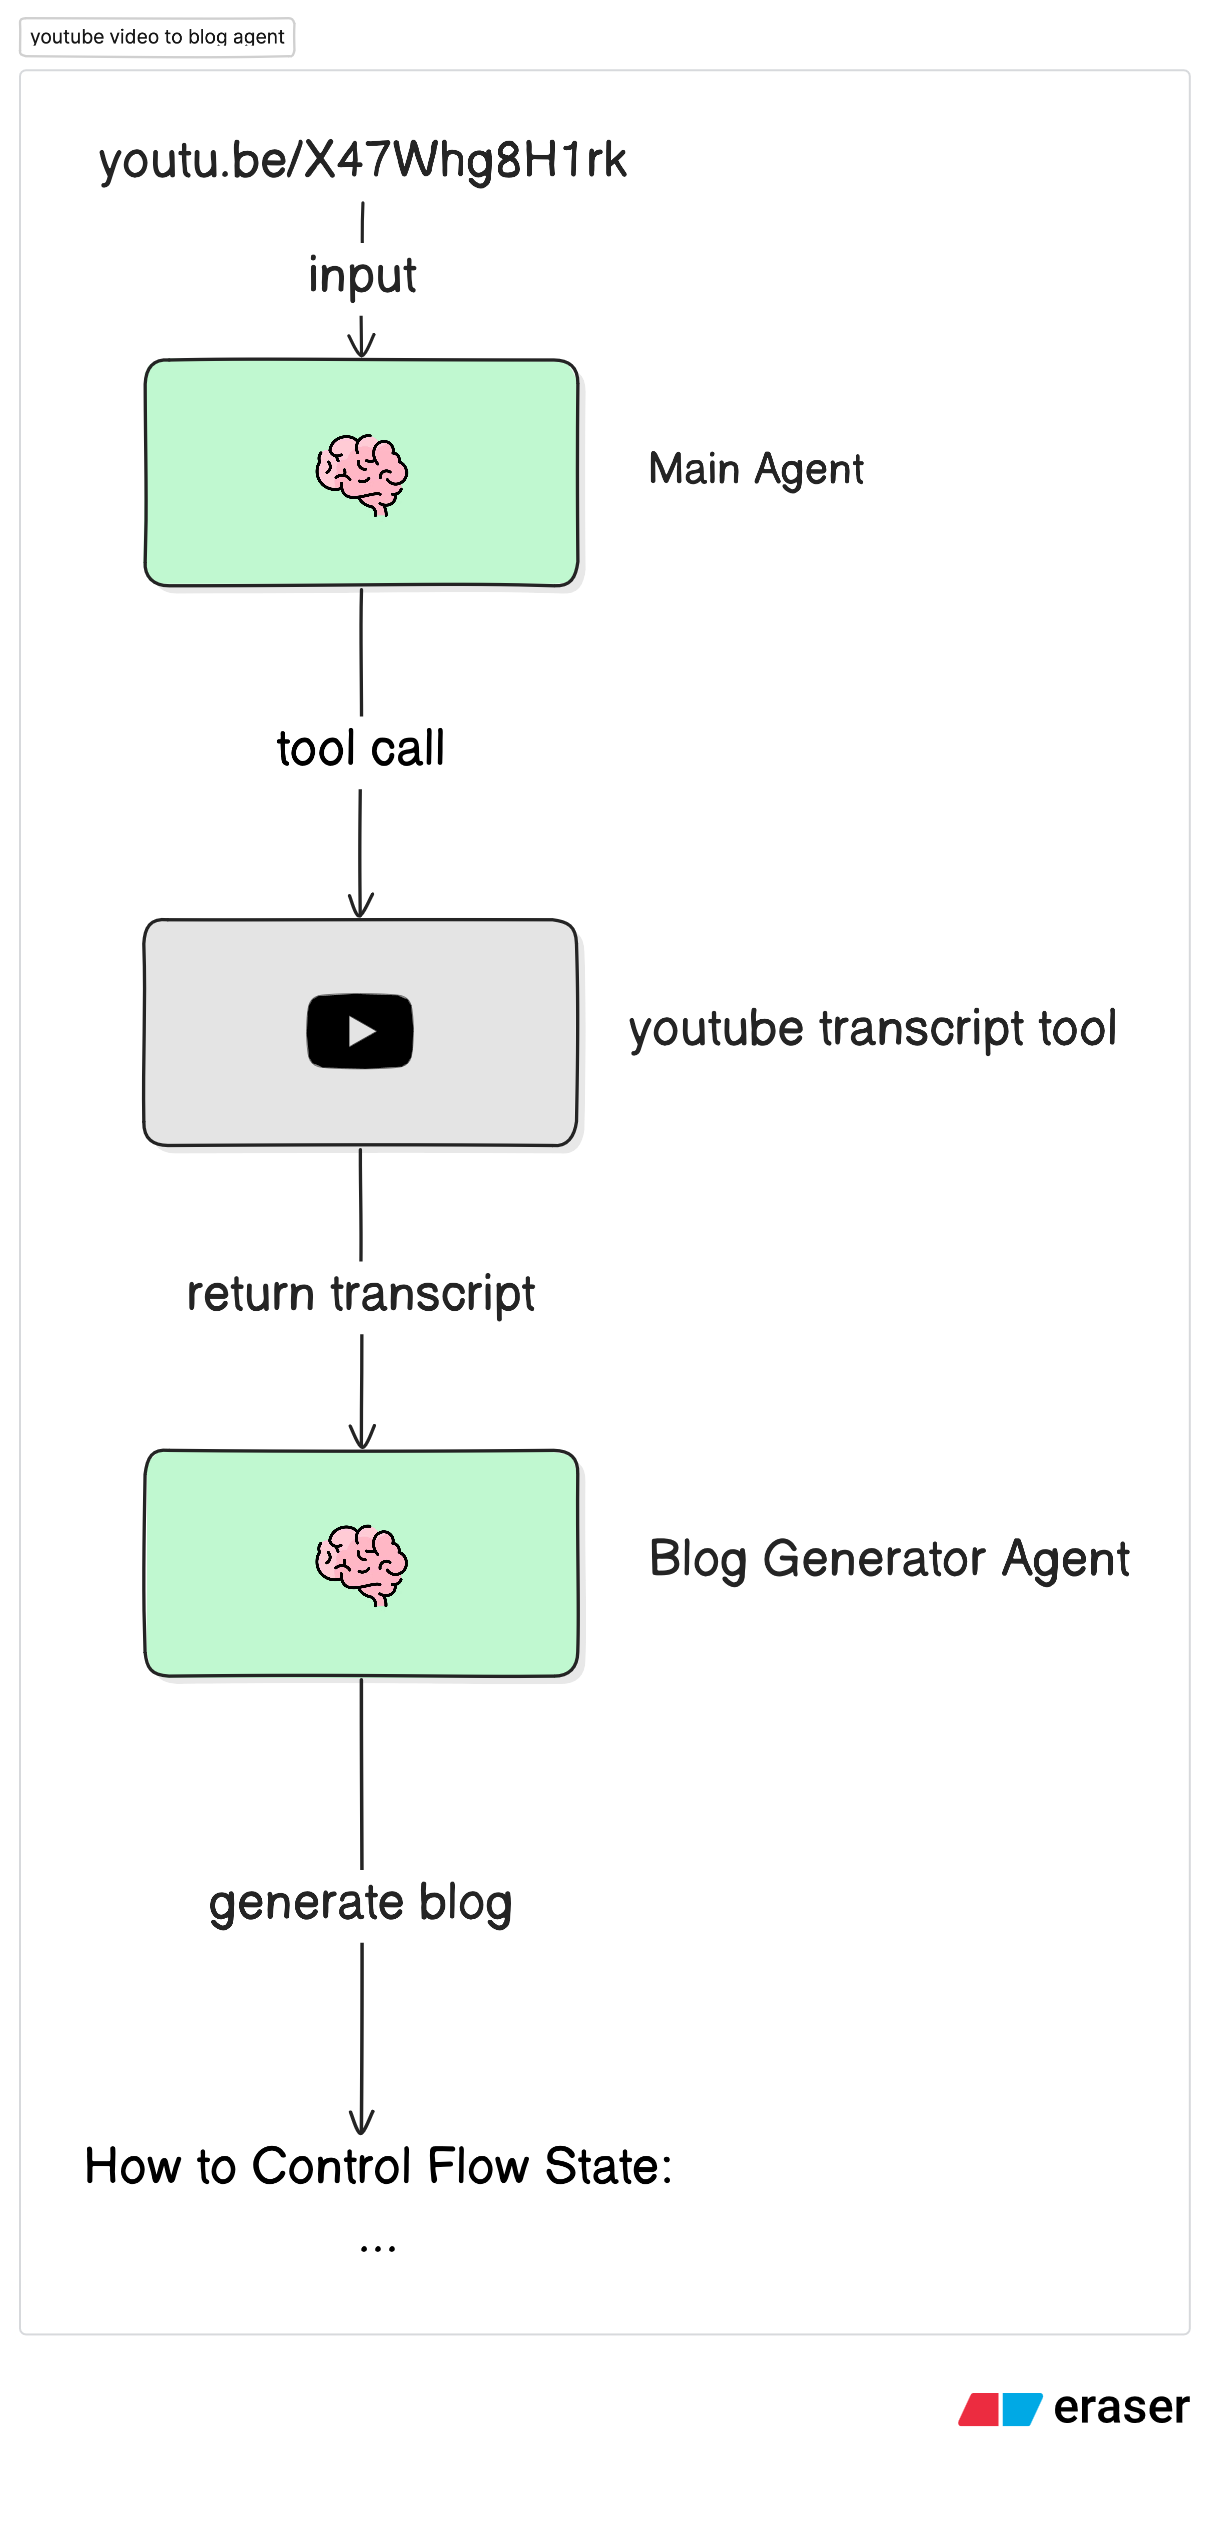 youtube video to blog agent
youtu.be/X47Whg8H1rk
input
Main Agent
tool call
youtube transcript tool
return transcript
Blog Generator Agent
generate blog
How to Control Flow State:
...
eraser